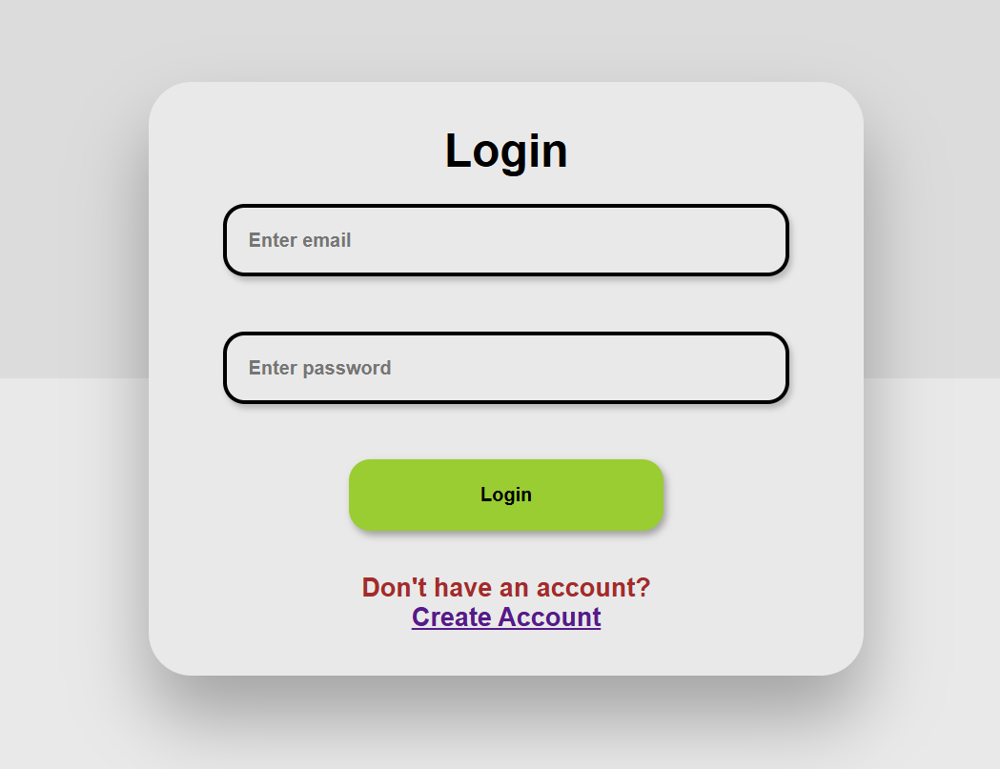 Login
Enter email
Enter password
Login
Don't have an account?
Create Account